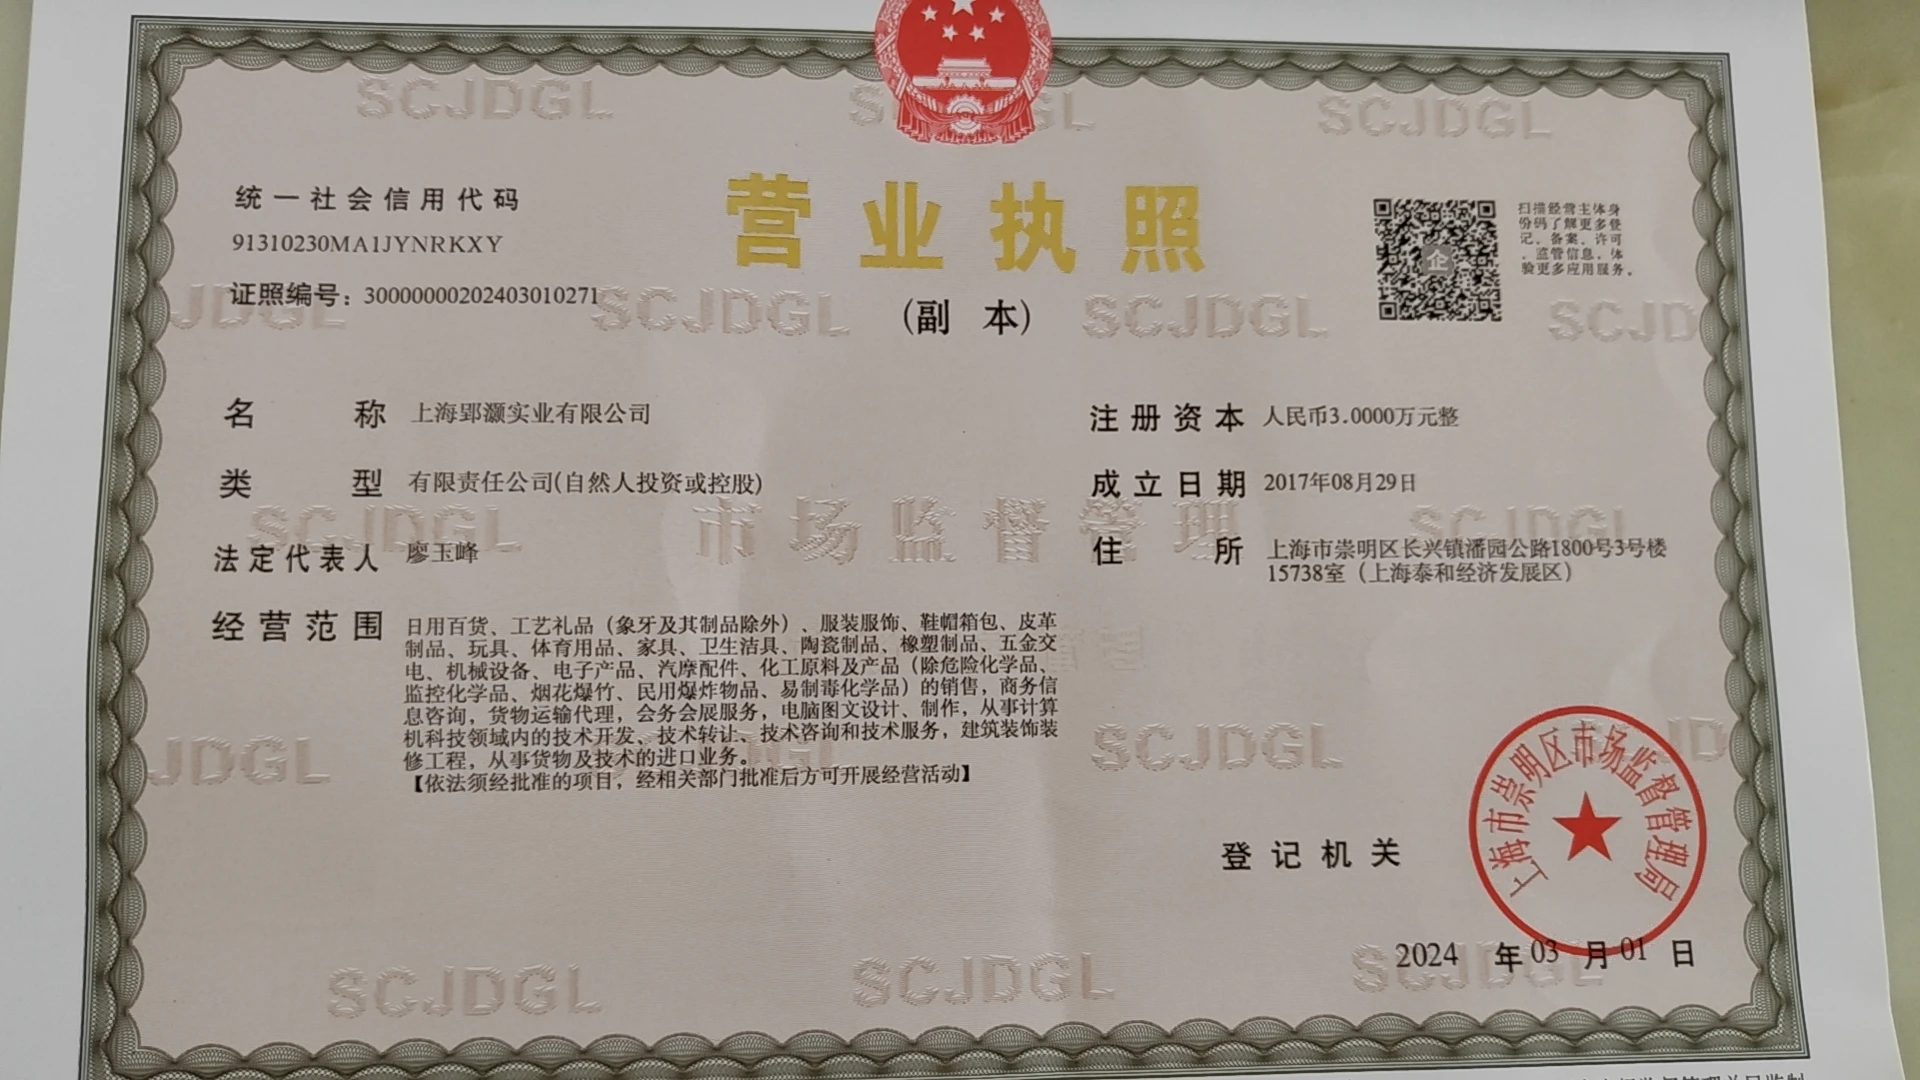 统一社会信用代码
91310230MA1JYNRKXY
证照编号：30000000202403010271
营业执照
（副 本）
扫描经营主体身
份码了解更多登
记、备案、许可
、监管信息，体
验更多应用服务。
名 称 上海郢灏实业有限公司
类 型 有限责任公司(自然人投资或控股)
法定代表人 廖玉峰
经营范围 日用百货、工艺礼品（象牙及其制品除外）、服装服饰、鞋帽箱包、皮革
制品、玩具、体育用品、家具、卫生洁具、陶瓷制品、橡塑制品、五金交
电、机械设备、电子产品、汽摩配件、化工原料及产品（除危险化学品、
监控化学品、烟花爆竹、民用爆炸物品、易制毒化学品）的销售，商务信
息咨询，货物运输代理，会务会展服务，电脑图文设计、制作，从事计算
机科技领域内的技术开发、技术转让、技术咨询和技术服务，建筑装饰装
修工程，从事货物及技术的进口业务。
【依法须经批准的项目，经相关部门批准后方可开展经营活动】
注册资本 人民币3.0000万元整
成立日期 2017年08月29日
住 所 上海市崇明区长兴镇潘园公路1800号3号楼
15738室（上海泰和经济发展区）
登记机关
上海市崇明区市场监督管理局
2024 年 03 月 01 日
SCJDGL
市场监督管理